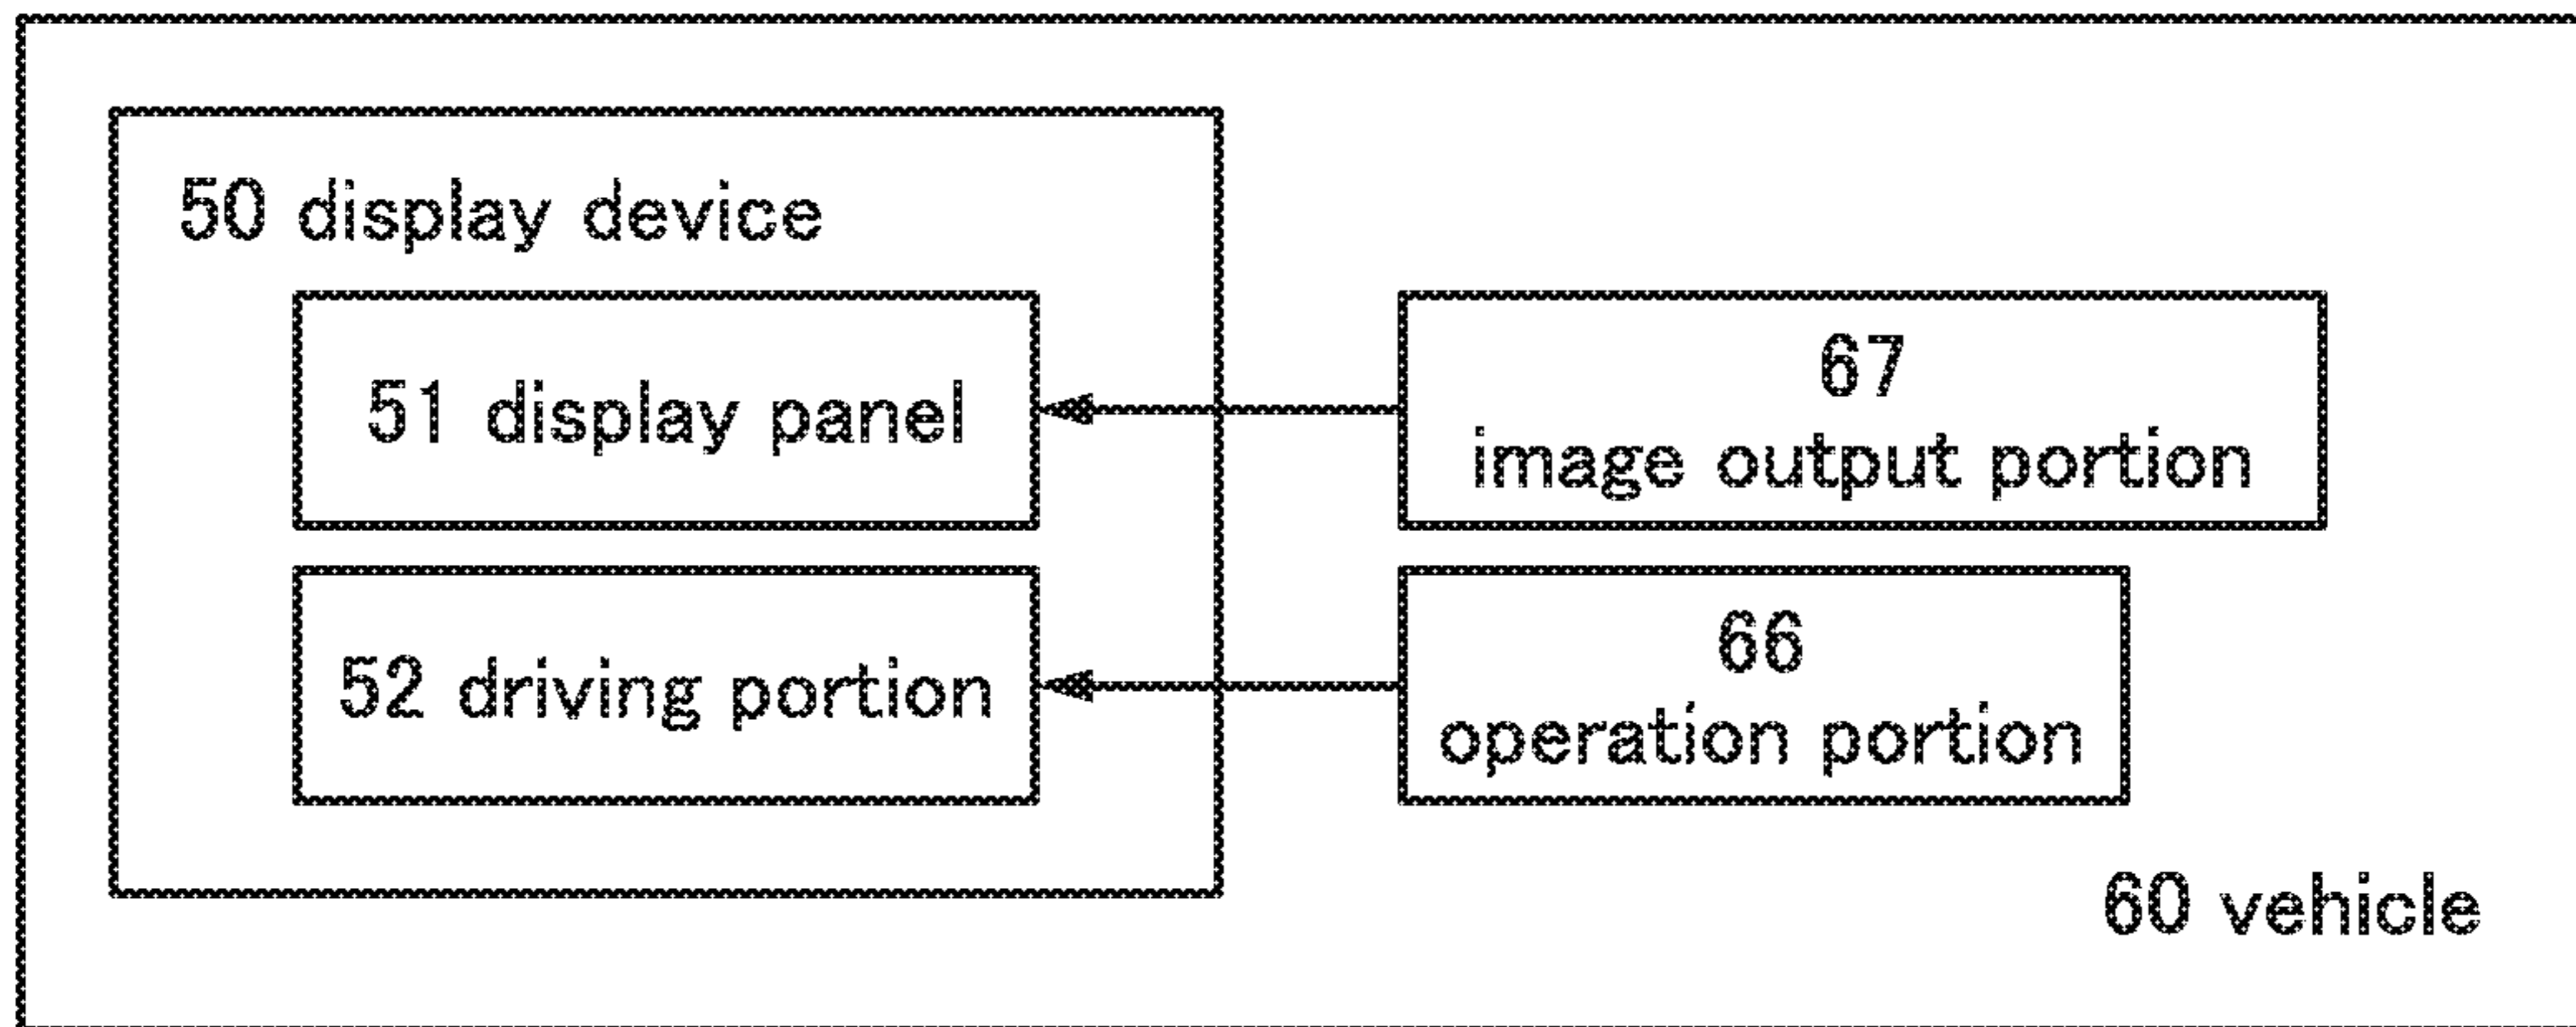 50 display device
51 display panel
67
image output portion
52 driving portion
66
operation portion
60 vehicle